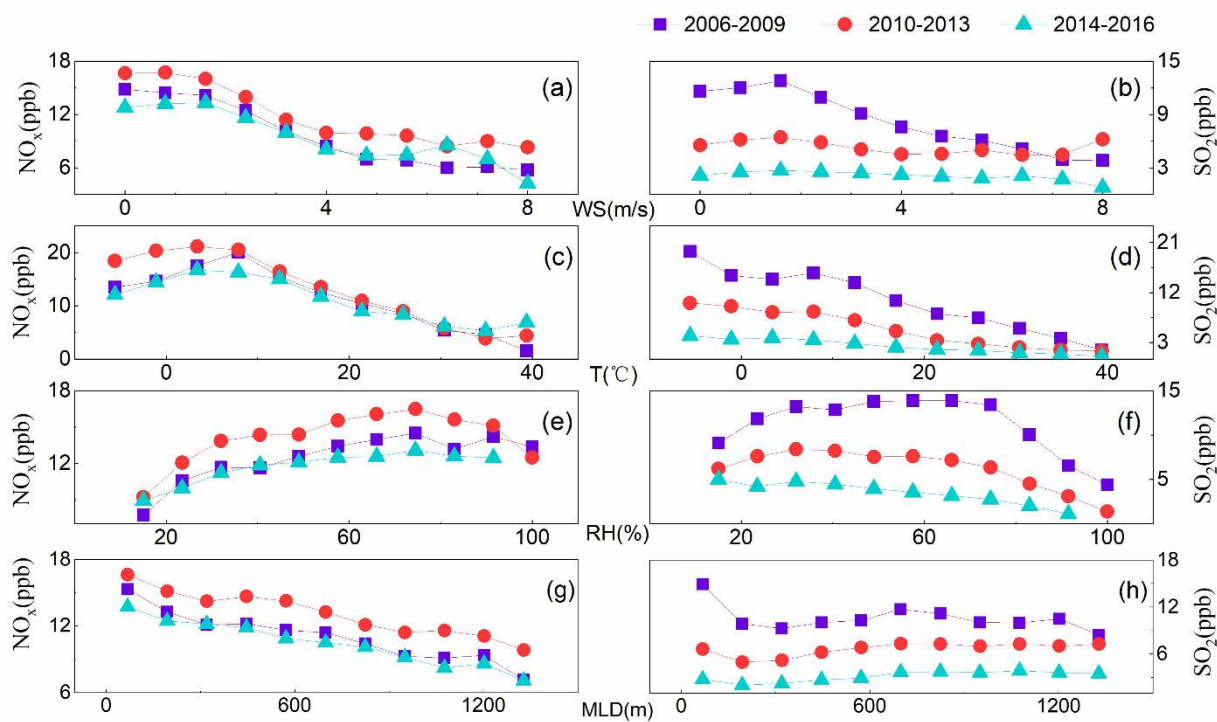 2006-2009 2010-2013 2014-2016
NOₓ(ppb) 18 12 6 (a) 0 4 8
(b) 15 9 3 SO₂(ppb) 0 4 8
WS(m/s)
NOₓ(ppb) 20 10 0 (c) 0 20 40
(d) 21 12 3 SO₂(ppb) 0 20 40
T(℃)
NOₓ(ppb) 18 12 (e) 20 60 100
(f) 15 5 SO₂(ppb) 20 60 100
RH(%)
NOₓ(ppb) 18 12 6 (g) 0 600 1200
(h) 18 12 6 SO₂(ppb) 0 600 1200
MLD(m)